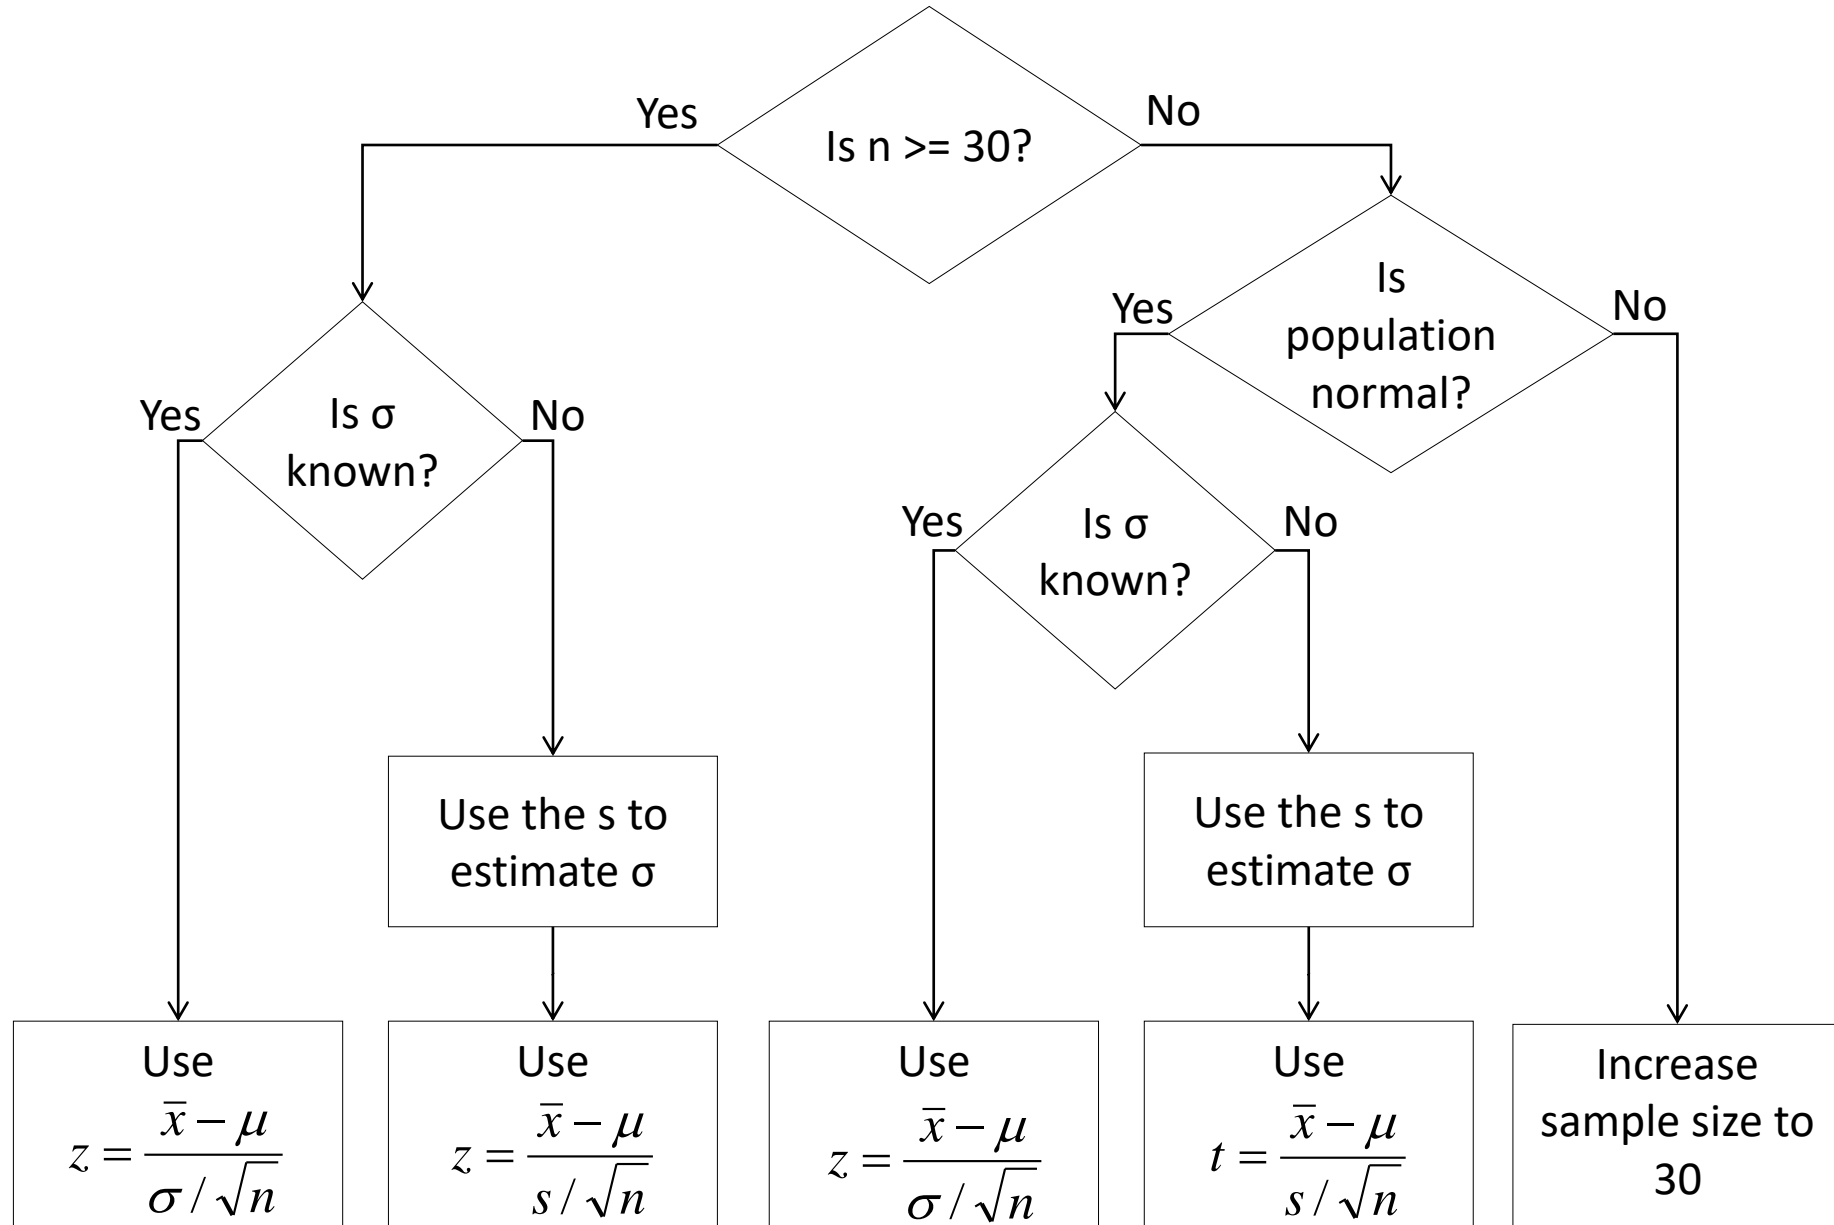 Is n >= 30?
Yes
No
Is σ
known?
Yes
No
Is
population
normal?
Yes
No
Is σ
known?
Yes
No
Use the s to
estimate σ
Use the s to
estimate σ
Use
z = x̄ − μ / σ / √n
Use
z = x̄ − μ / s / √n
Use
z = x̄ − μ / σ / √n
Use
t = x̄ − μ / s / √n
Increase
sample size to
30